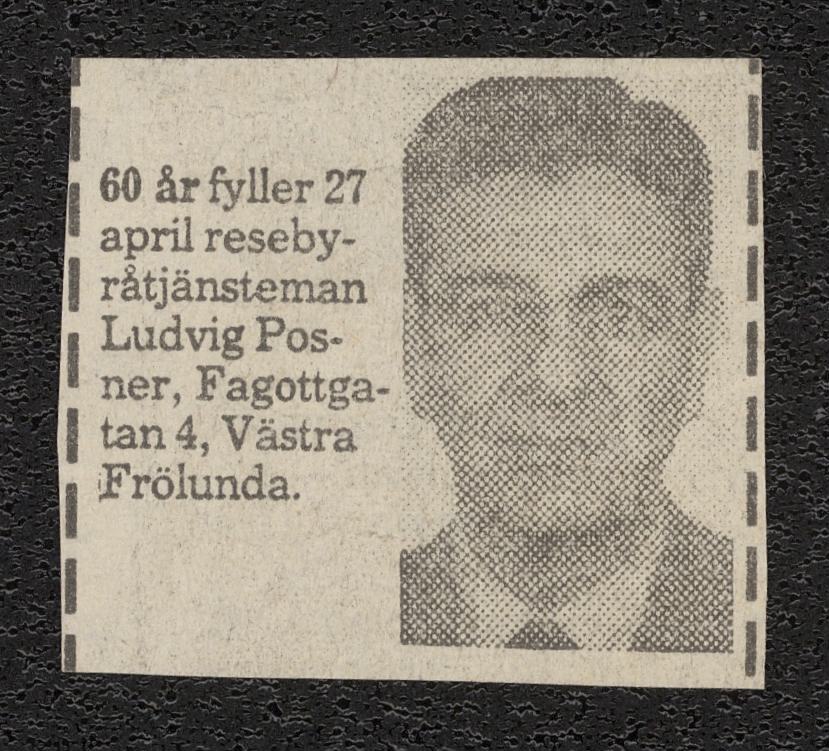 60 år fyller 27
april reseby-
råtjänsteman
Ludvig Pos-
ner, Fagottga-
tan 4, Västra
Frölunda.